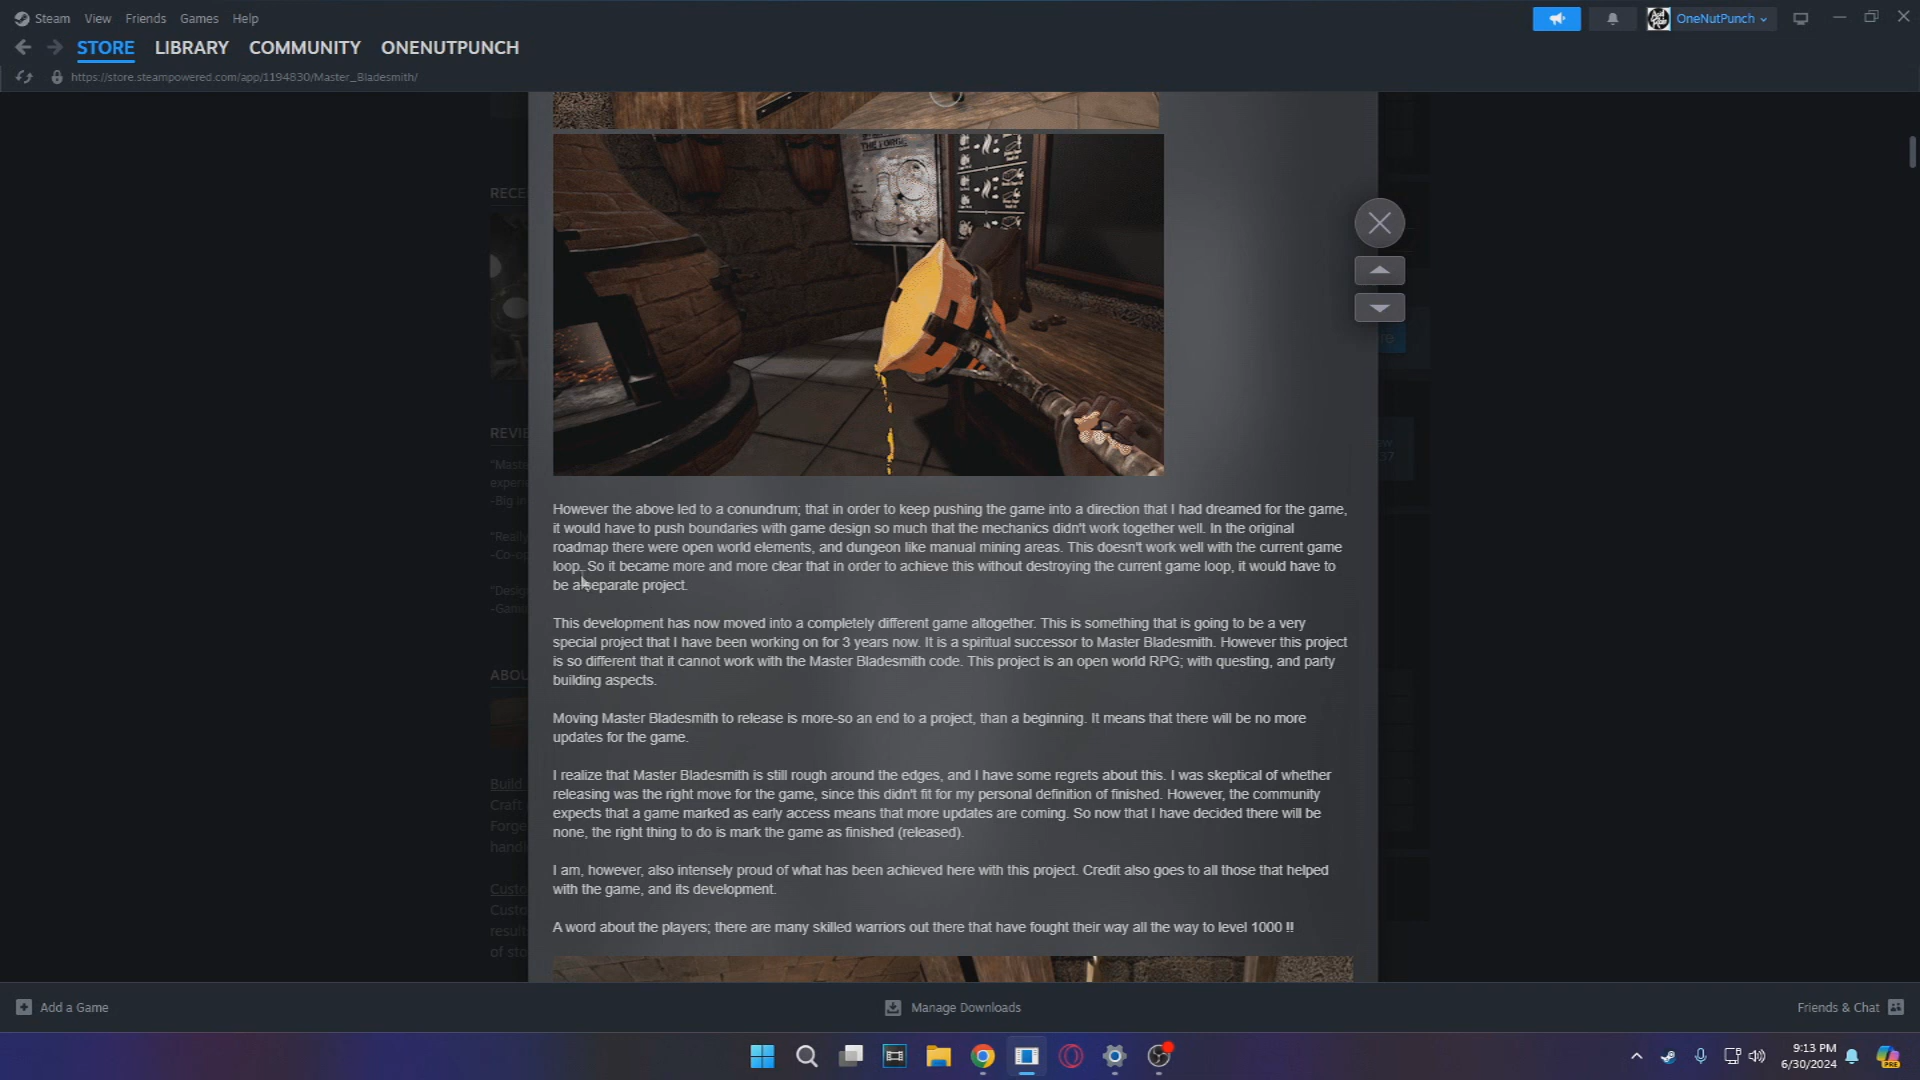 Steam View Friends Games Help
OneNutPunch
STORE LIBRARY COMMUNITY ONENUTPUNCH
https://store.steampowered.com/app/1194830/Master_Bladesmith/
THE FORGE
RECE
REVIE
ABOU
Build
Craft
Forge
handl
Custo
Custo
result
of sto
However the above led to a conundrum; that in order to keep pushing the game into a direction that I had dreamed for the game,
it would have to push boundaries with game design so much that the mechanics didn't work together well. In the original
roadmap there were open world elements, and dungeon like manual mining areas. This doesn't work well with the current game
loop. So it became more and more clear that in order to achieve this without destroying the current game loop, it would have to
be a separate project.
This development has now moved into a completely different game altogether. This is something that is going to be a very
special project that I have been working on for 3 years now. It is a spiritual successor to Master Bladesmith. However this project
is so different that it cannot work with the Master Bladesmith code. This project is an open world RPG; with questing, and party
building aspects.
Moving Master Bladesmith to release is more-so an end to a project, than a beginning. It means that there will be no more
updates for the game.
I realize that Master Bladesmith is still rough around the edges, and I have some regrets about this. I was skeptical of whether
releasing was the right move for the game, since this didn't fit for my personal definition of finished. However, the community
expects that a game marked as early access means that more updates are coming. So now that I have decided there will be
none, the right thing to do is mark the game as finished (released).
I am, however, also intensely proud of what has been achieved here with this project. Credit also goes to all those that helped
with the game, and its development.
A word about the players; there are many skilled warriors out there that have fought their way all the way to level 1000 !!
Add a Game
Manage Downloads
Friends & Chat
9:13 PM
6/30/2024
PRE